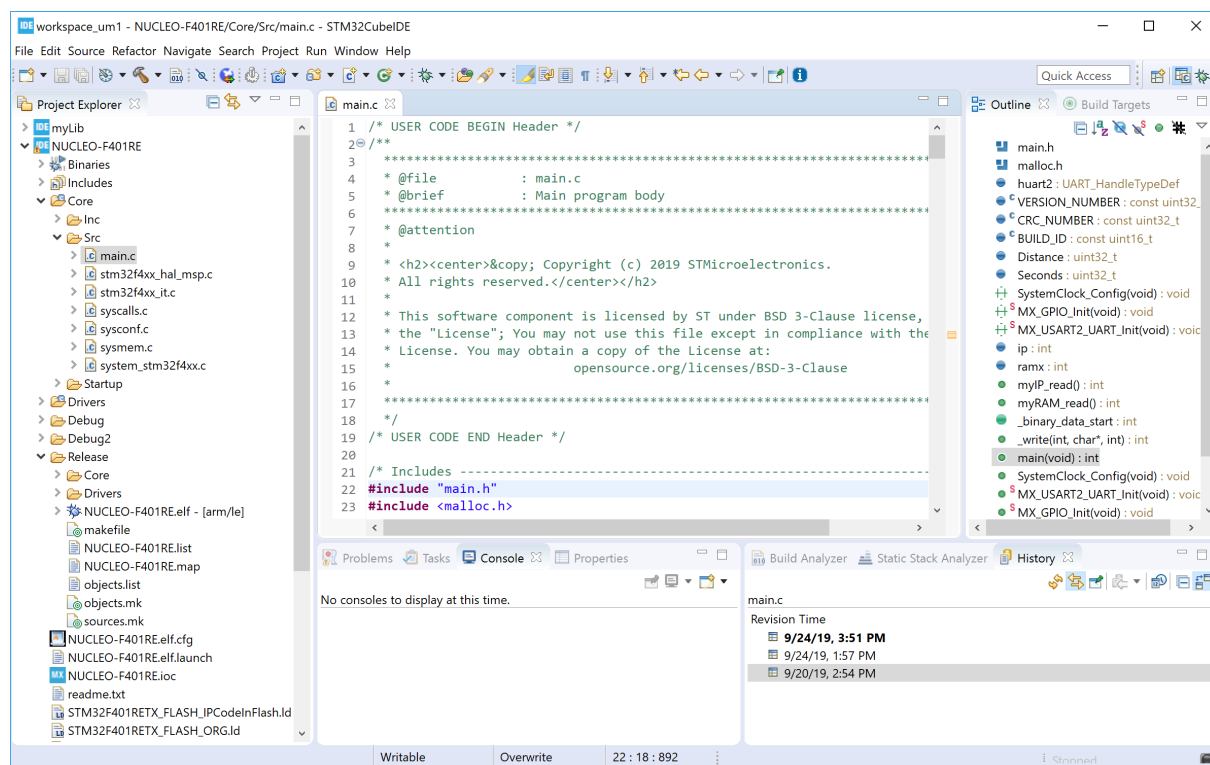 IDE workspace_um1 - NUCLEO-F401RE/Core/Src/main.c - STM32CubeIDE
File Edit Source Refactor Navigate Search Project Run Window Help
Quick Access
Project Explorer
IDE myLib
IDE NUCLEO-F401RE
Binaries
Includes
Core
Inc
Src
main.c
stm32f4xx_hal_msp.c
stm32f4xx_it.c
syscalls.c
sysconf.c
sysmem.c
system_stm32f4xx.c
Startup
Drivers
Debug
Debug2
Release
Core
Drivers
NUCLEO-F401RE.elf - [arm/le]
makefile
NUCLEO-F401RE.list
NUCLEO-F401RE.map
objects.list
objects.mk
sources.mk
NUCLEO-F401RE.elf.cfg
NUCLEO-F401RE.elf.launch
MX NUCLEO-F401RE.ioc
readme.txt
STM32F401RETX_FLASH_IPCodeInFlash.ld
STM32F401RETX_FLASH_ORG.ld
main.c
1 /* USER CODE BEGIN Header */
2 /**
3 ******************************************************************************
4 * @file : main.c
5 * @brief : Main program body
6 ******************************************************************************
7 * @attention
8 *
9 * <h2><center>&copy; Copyright (c) 2019 STMicroelectronics.
10 * All rights reserved.</center></h2>
11 *
12 * This software component is licensed by ST under BSD 3-Clause license,
13 * the "License"; You may not use this file except in compliance with the
14 * License. You may obtain a copy of the License at:
15 * opensource.org/licenses/BSD-3-Clause
16 *
17 ******************************************************************************
18 */
19 /* USER CODE END Header */
20
21 /* Includes ------------------------------------------------------------------
22 #include "main.h"
23 #include <malloc.h>
Outline Build Targets
main.h
malloc.h
huart2 : UART_HandleTypeDef
VERSION_NUMBER : const uint32_
CRC_NUMBER : const uint32_t
BUILD_ID : const uint16_t
Distance : uint32_t
Seconds : uint32_t
SystemClock_Config(void) : void
MX_GPIO_Init(void) : void
MX_USART2_UART_Init(void) : void
ip : int
ramx : int
myIP_read() : int
myRAM_read() : int
_binary_data_start : int
_write(int, char*, int) : int
main(void) : int
SystemClock_Config(void) : void
MX_USART2_UART_Init(void) : void
MX_GPIO_Init(void) : void
Problems Tasks Console Properties
No consoles to display at this time.
Build Analyzer Static Stack Analyzer History
main.c
Revision Time
9/24/19, 3:51 PM
9/24/19, 1:57 PM
9/20/19, 2:54 PM
Writable Overwrite 22 : 18 : 892 Stopped